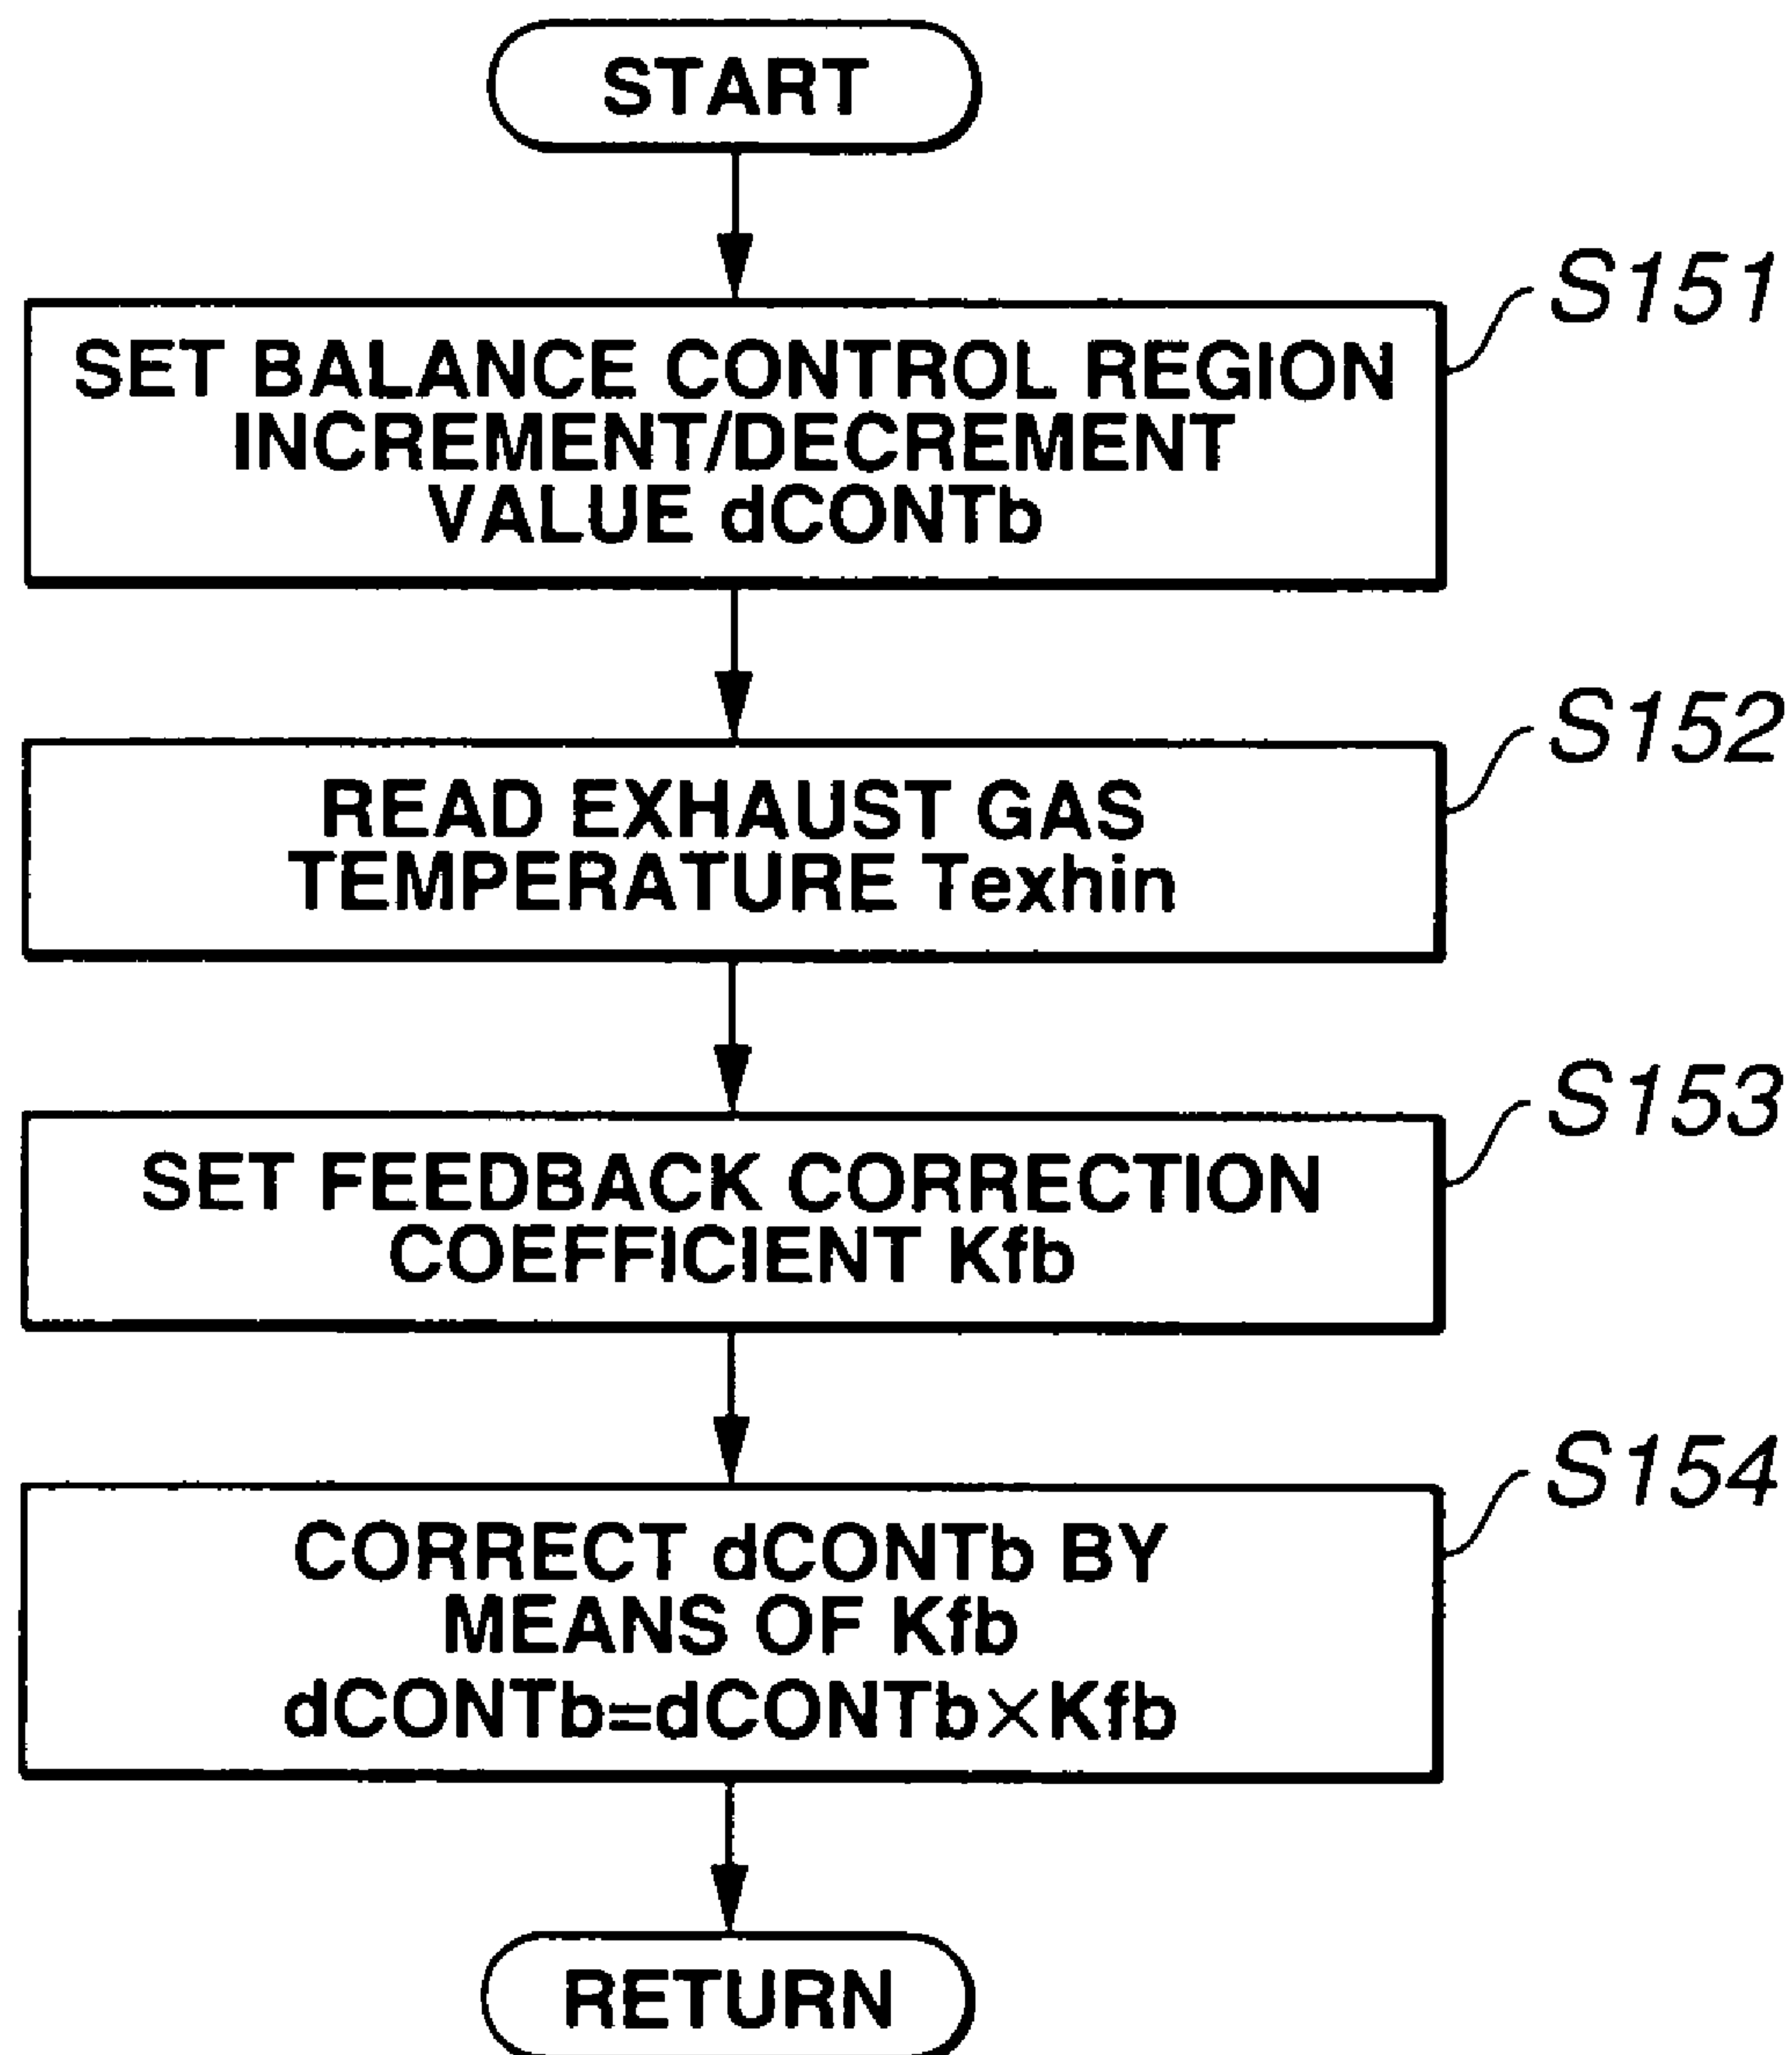 START
S151
SET BALANCE CONTROL REGION
INCREMENT/DECREMENT
VALUE dCONTb
S152
READ EXHAUST GAS
TEMPERATURE Texhin
S153
SET FEEDBACK CORRECTION
COEFFICIENT Kfb
S154
CORRECT dCONTb BY
MEANS OF Kfb
dCONTb=dCONTb×Kfb
RETURN